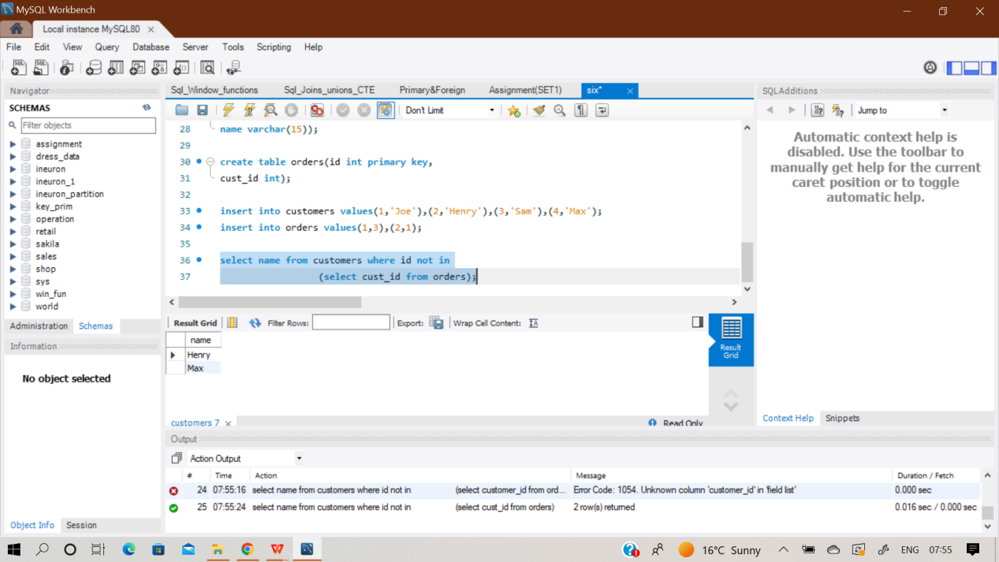 MySQL Workbench
Local instance MySQL80
File Edit View Query Database Server Tools Scripting Help
Navigator
SCHEMAS
Filter objects
assignment
dress_data
ineuron
ineuron_1
ineuron_partition
key_prim
operation
retail
sakila
sales
shop
sys
win_fun
world
Administration Schemas
Information
No object selected
Object Info Session
Sql_Window_functions Sql_Joins_unions_CTE Primary&Foreign Assignment(SET1) six*
Don't Limit
28 name varchar(15));
29
30 create table orders(id int primary key,
31 cust_id int);
32
33 insert into customers values(1,'Joe'),(2,'Henry'),(3,'Sam'),(4,'Max');
34 insert into orders values(1,3),(2,1);
35
36 select name from customers where id not in
37 (select cust_id from orders);
Result Grid Filter Rows: Export: Wrap Cell Content:
name
Henry
Max
Result
Grid
customers 7 Read Only
SQLAdditions
Jump to
Automatic context help is
disabled. Use the toolbar to
manually get help for the current
caret position or to toggle
automatic help.
Context Help Snippets
Output
Action Output
# Time Action Message Duration / Fetch
24 07:55:16 select name from customers where id not in (select customer_id from ord... Error Code: 1054. Unknown column 'customer_id' in 'field list' 0.000 sec
25 07:55:24 select name from customers where id not in (select cust_id from orders) 2 row(s) returned 0.016 sec / 0.000 sec
16°C Sunny ENG 07:55